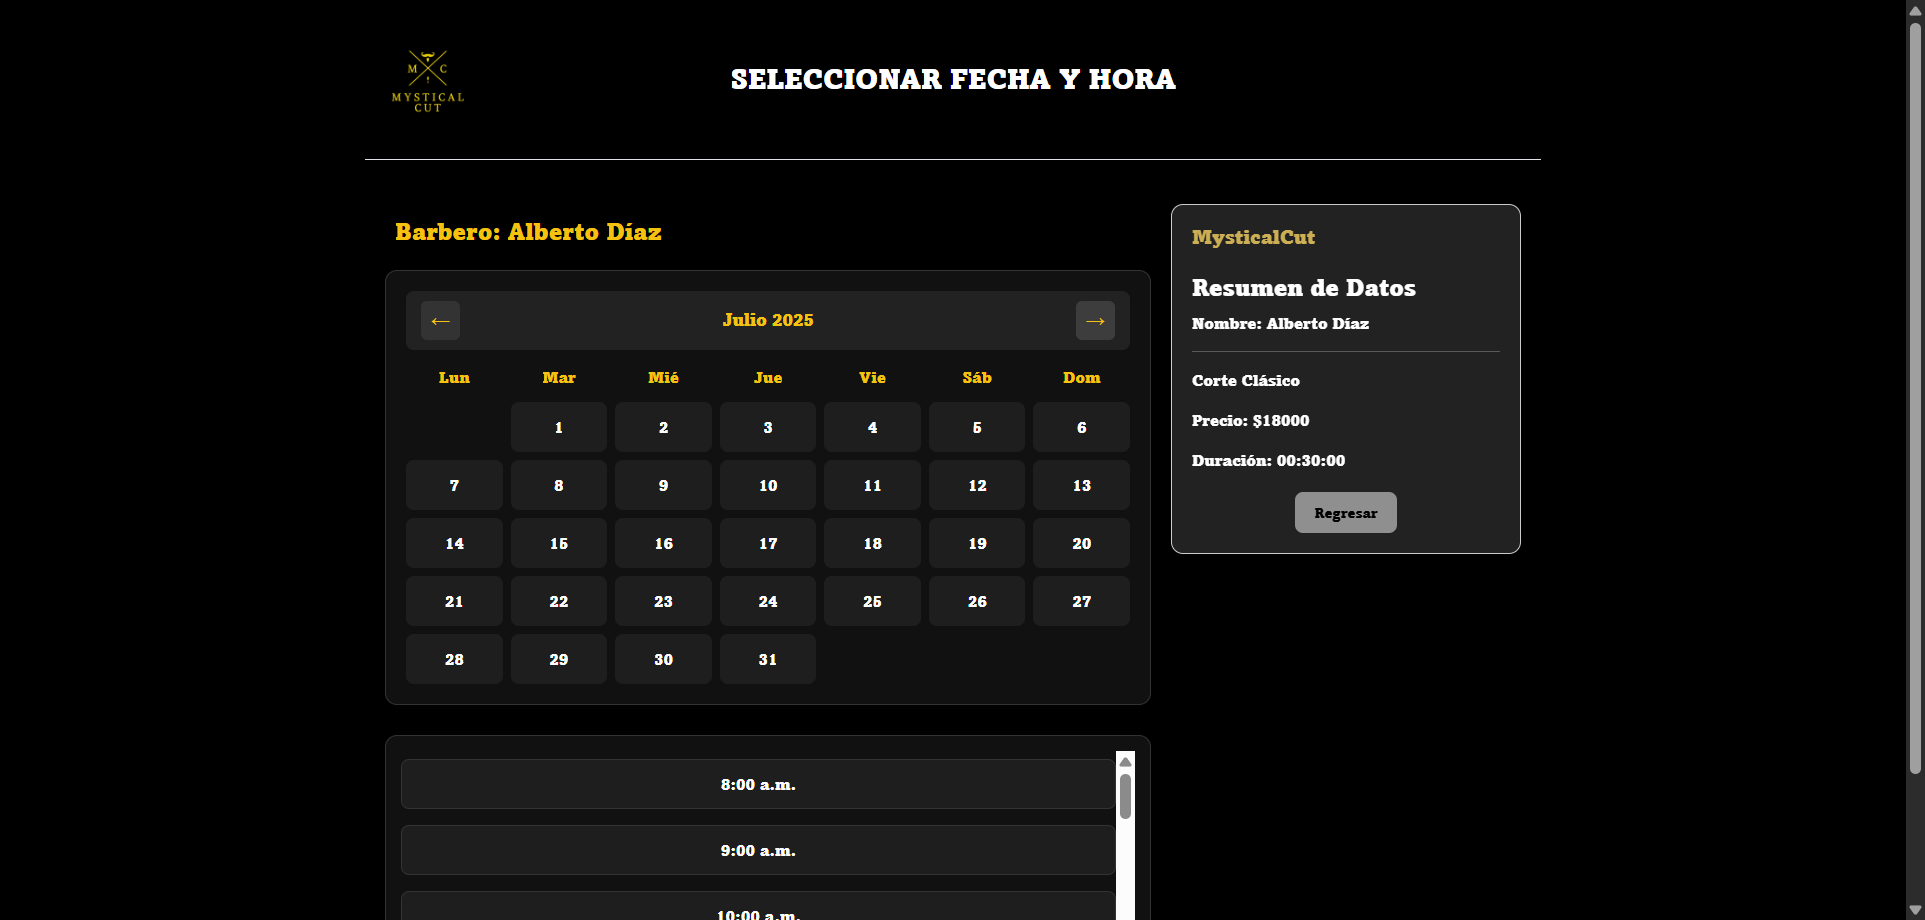 M C
MYSTICAL
CUT
SELECCIONAR FECHA Y HORA
Barbero: Alberto Díaz
← Julio 2025 →
Lun Mar Mié Jue Vie Sáb Dom
1 2 3 4 5 6
7 8 9 10 11 12 13
14 15 16 17 18 19 20
21 22 23 24 25 26 27
28 29 30 31
8:00 a.m.
9:00 a.m.
10:00 a.m.
MysticalCut
Resumen de Datos
Nombre: Alberto Díaz
Corte Clásico
Precio: $18000
Duración: 00:30:00
Regresar